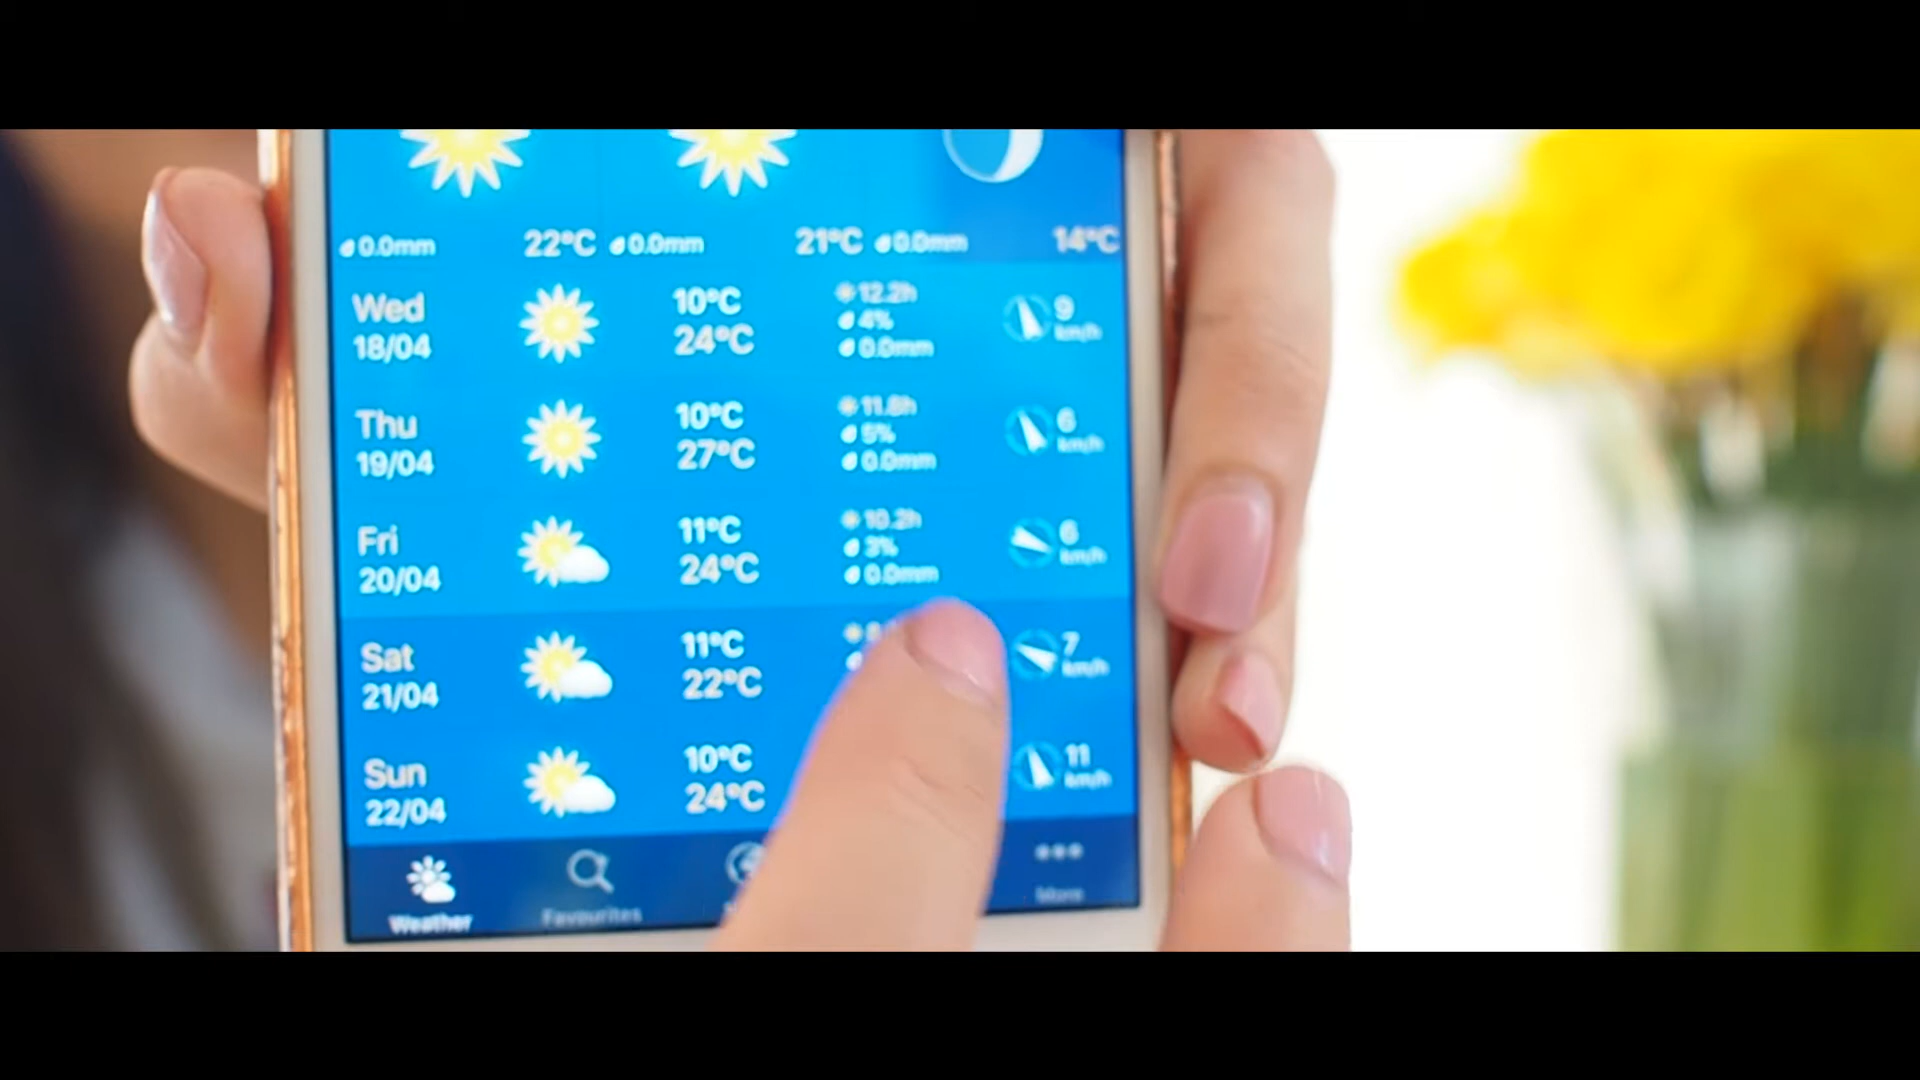 0.0mm 22°C 0.0mm 21°C 0.0mm 14°C
Wed
18/04
10°C
24°C
12.2h
4%
0.0mm
9
km/h
Thu
19/04
10°C
27°C
11.8h
5%
0.0mm
6
km/h
Fri
20/04
11°C
24°C
10.2h
3%
0.0mm
6
km/h
Sat
21/04
11°C
22°C
7
km/h
Sun
22/04
10°C
24°C
11
km/h
Weather
Favourites
More